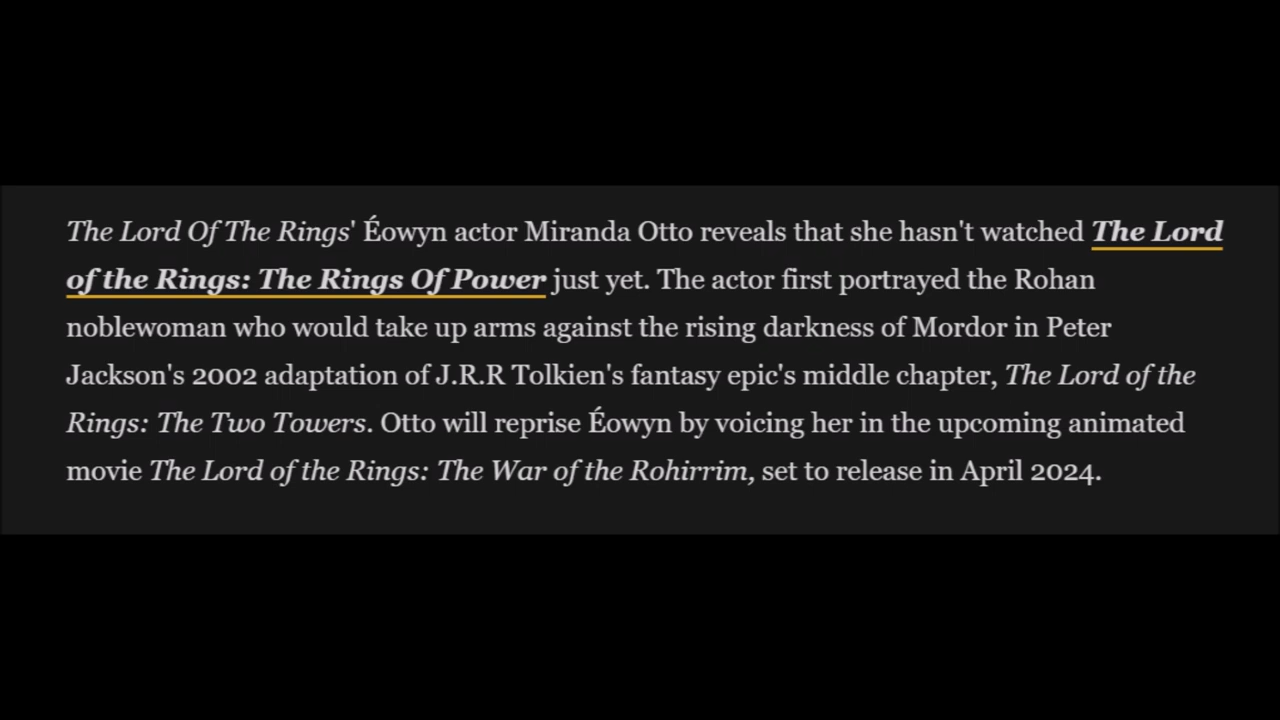 The Lord Of The Rings' Éowyn actor Miranda Otto reveals that she hasn't watched The Lord
of the Rings: The Rings Of Power just yet. The actor first portrayed the Rohan
noblewoman who would take up arms against the rising darkness of Mordor in Peter
Jackson's 2002 adaptation of J.R.R Tolkien's fantasy epic's middle chapter, The Lord of the
Rings: The Two Towers. Otto will reprise Éowyn by voicing her in the upcoming animated
movie The Lord of the Rings: The War of the Rohirrim, set to release in April 2024.